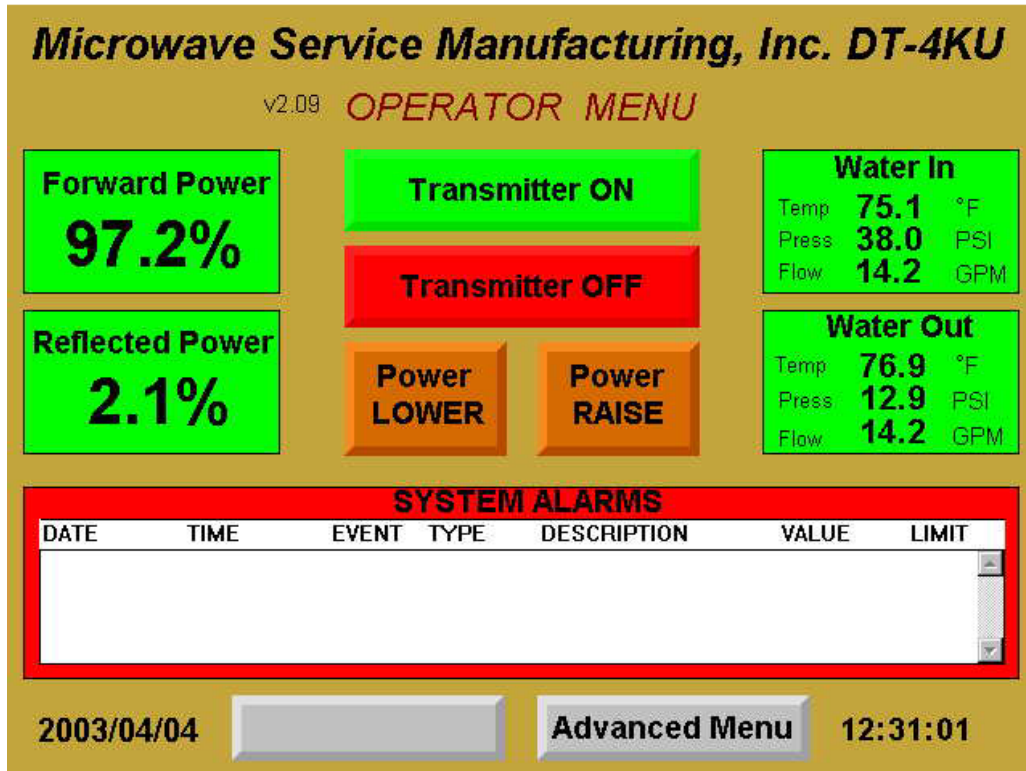 Microwave Service Manufacturing, Inc. DT-4KU
v2.09 OPERATOR MENU
Forward Power
97.2%
Reflected Power
2.1%
Transmitter ON
Transmitter OFF
Power
LOWER
Power
RAISE
Water In
Temp 75.1 °F
Press 38.0 PSI
Flow 14.2 GPM
Water Out
Temp 76.9 °F
Press 12.9 PSI
Flow 14.2 GPM
SYSTEM ALARMS
DATE TIME EVENT TYPE DESCRIPTION VALUE LIMIT
2003/04/04 Advanced Menu 12:31:01